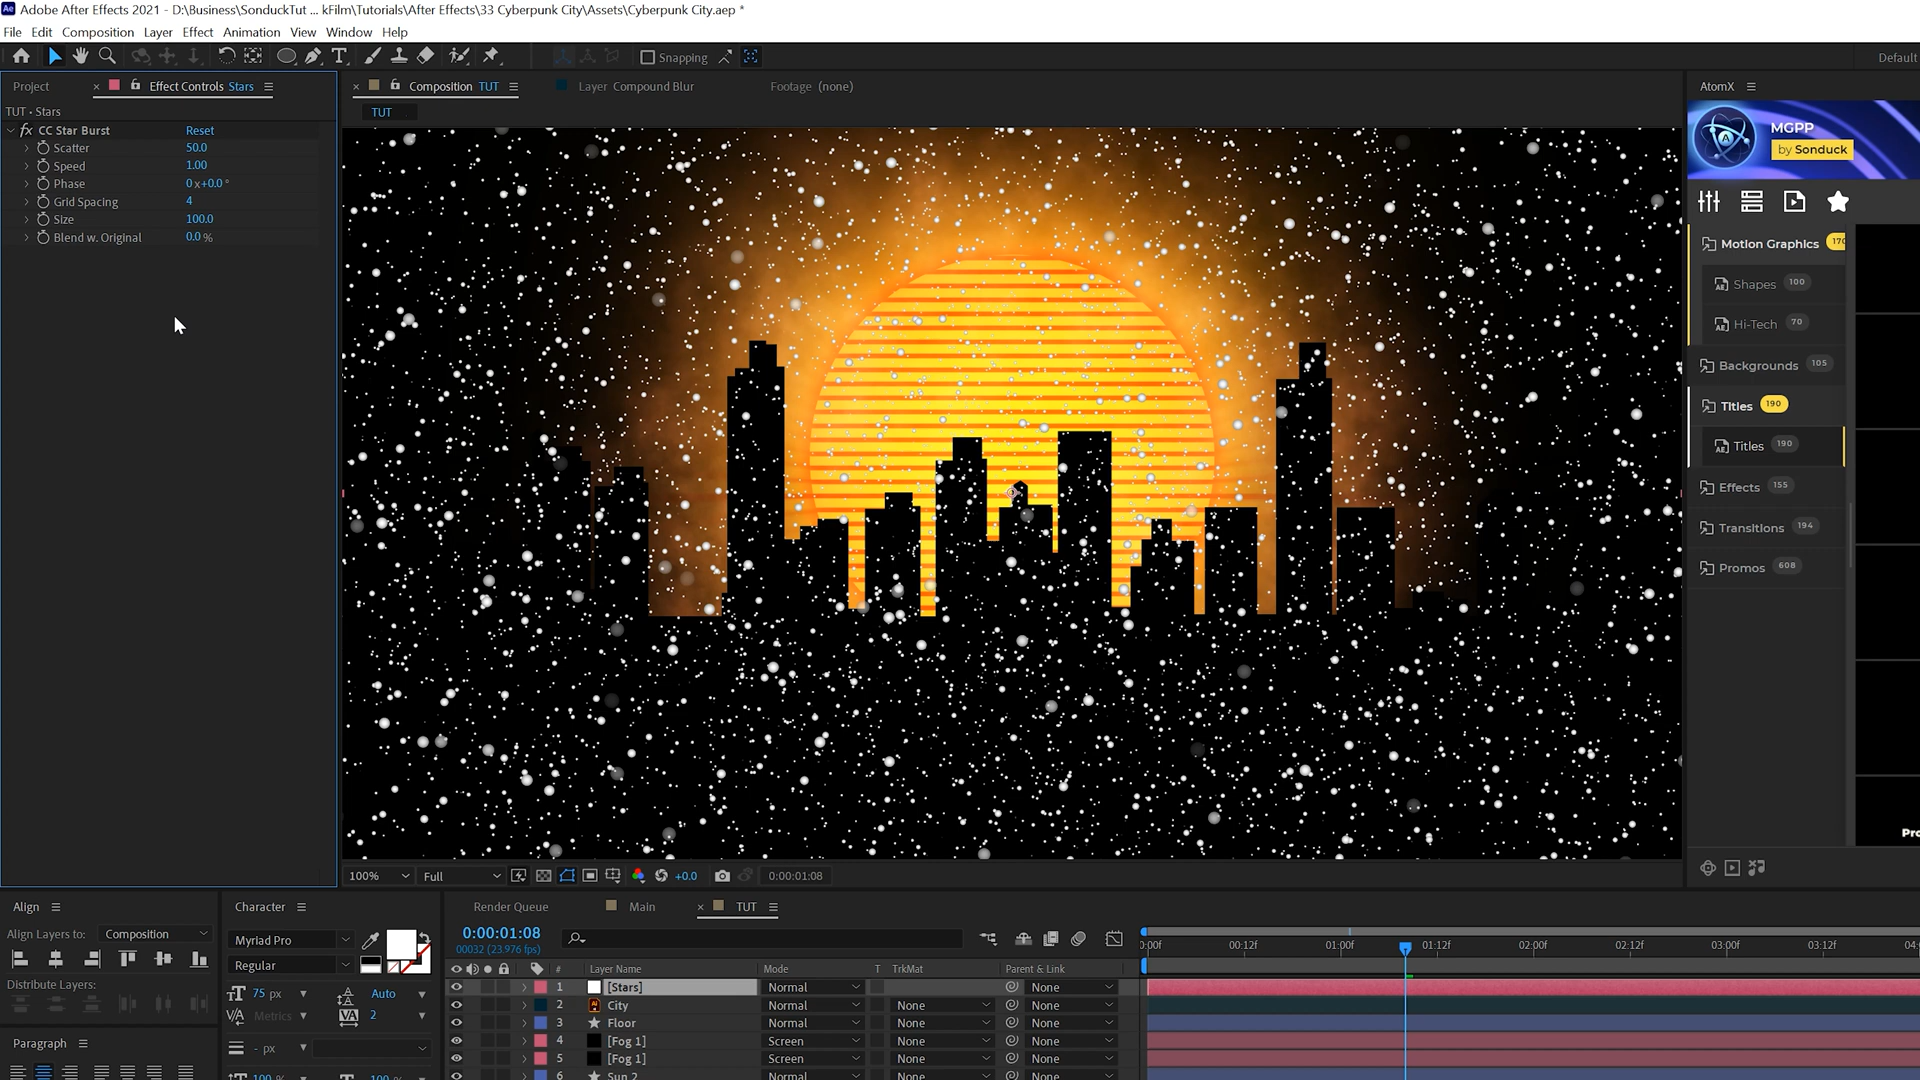 Adobe After Effects 2021 - D:\Business\SonduckTut ... kFilm\Tutorials\After Effects\33 Cyberpunk City\Assets\Cyberpunk City.aep *
File Edit Composition Layer Effect Animation View Window Help
Snapping
Default
Project
Effect Controls Stars
TUT • Stars
fx CC Star Burst Reset
Scatter 50.0
Speed 1.00
Phase 0x+0.0°
Grid Spacing 4
Size 100.0
Blend w. Original 0.0 %
Composition TUT
Layer Compound Blur
Footage (none)
TUT
AtomX
MGPP
by Sonduck
Motion Graphics
Shapes 100
Hi-Tech 70
Backgrounds 105
Titles 190
Titles 190
Effects 155
Transitions 194
Promos 608
100% Full +0.0 0:00:01:08
Align
Align Layers to: Composition
Distribute Layers:
Paragraph
Character
Myriad Pro
Regular
75 px Auto
Metrics 2
- px
Render Queue
Main
TUT
0:00:01:08
00032 (23.976 fps)
# Layer Name Mode T TrkMat Parent & Link
1 [Stars] Normal None
2 City Normal None None
3 Floor Normal None None
4 [Fog 1] Screen None None
5 [Fog 1] Screen None None
6 Sun 2 Normal None None
0:00f 00:12f 01:00f 01:12f 02:00f 02:12f 03:00f 03:12f